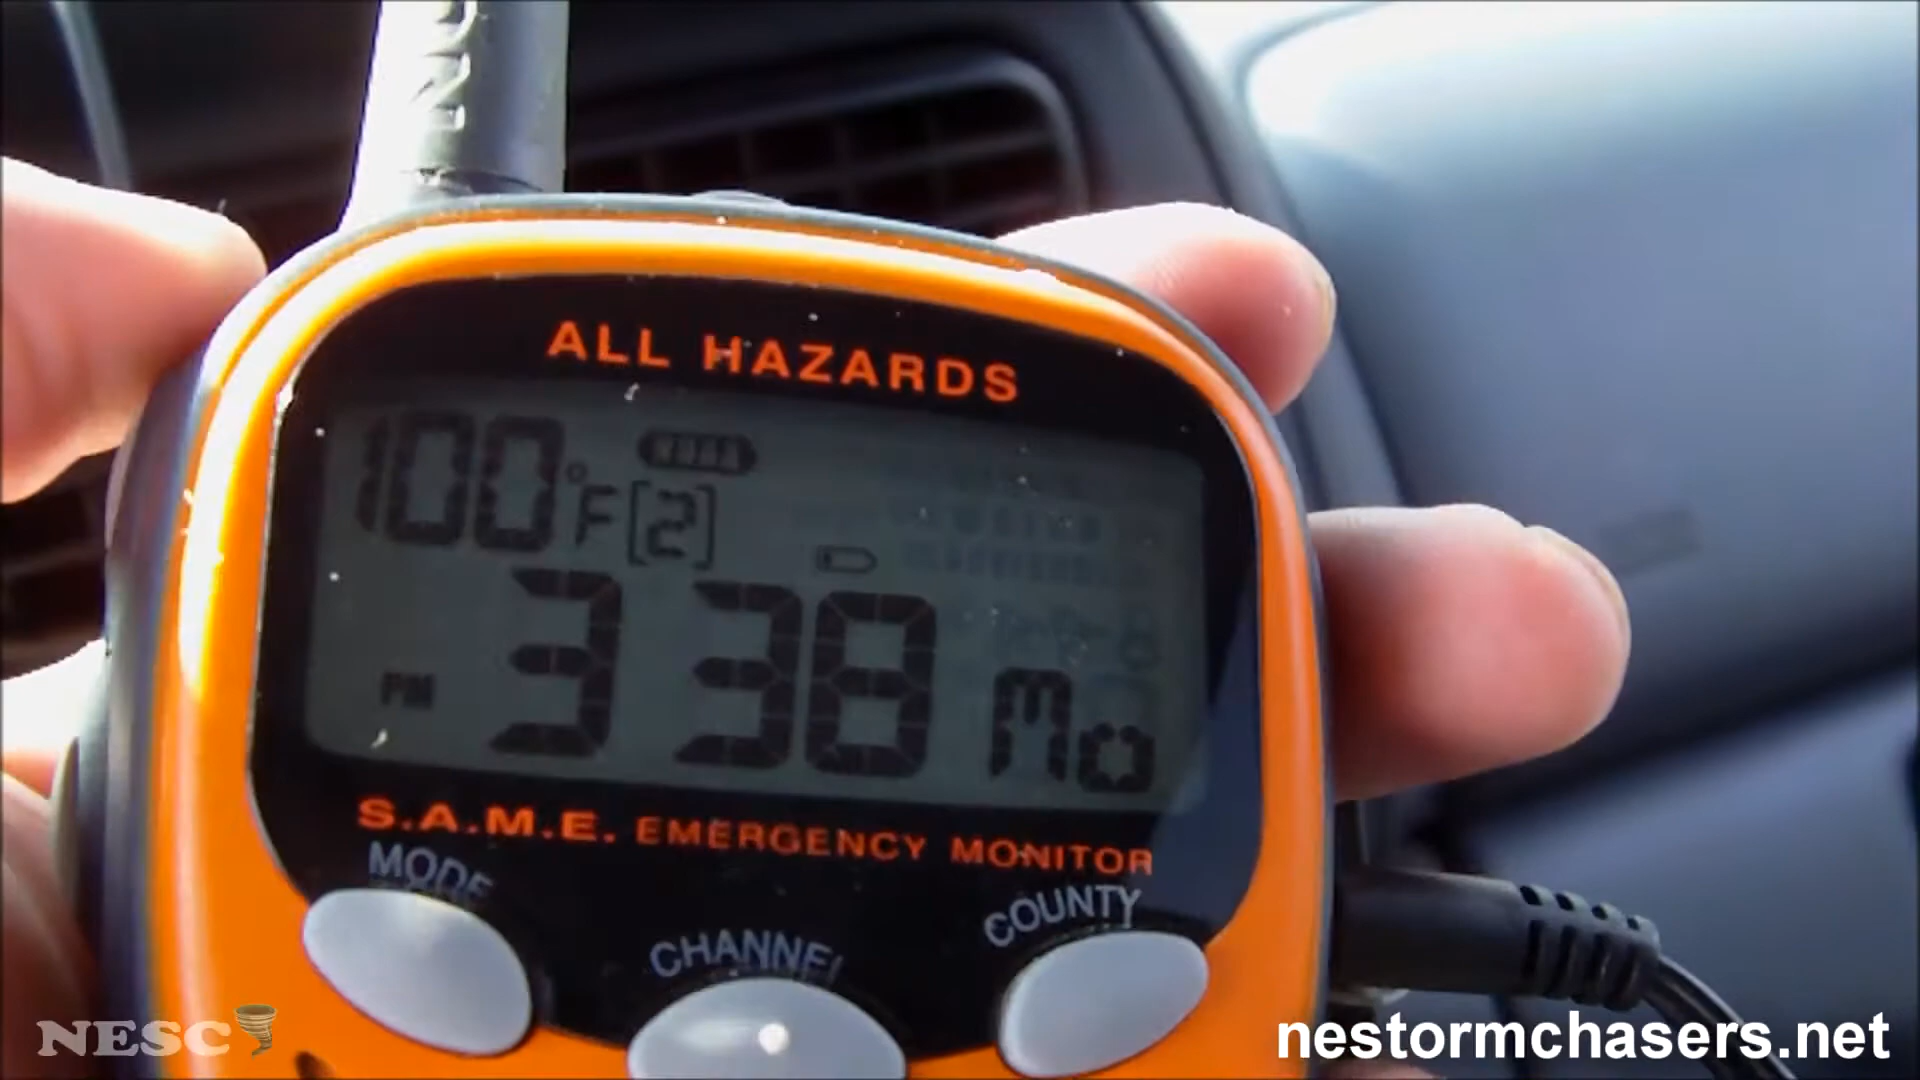 ALL HAZARDS
100°F [2]
PM 3 38 Mo
S.A.M.E. EMERGENCY MONITOR
MODE
CHANNEL
COUNTY
NESC
nestormchasers.net